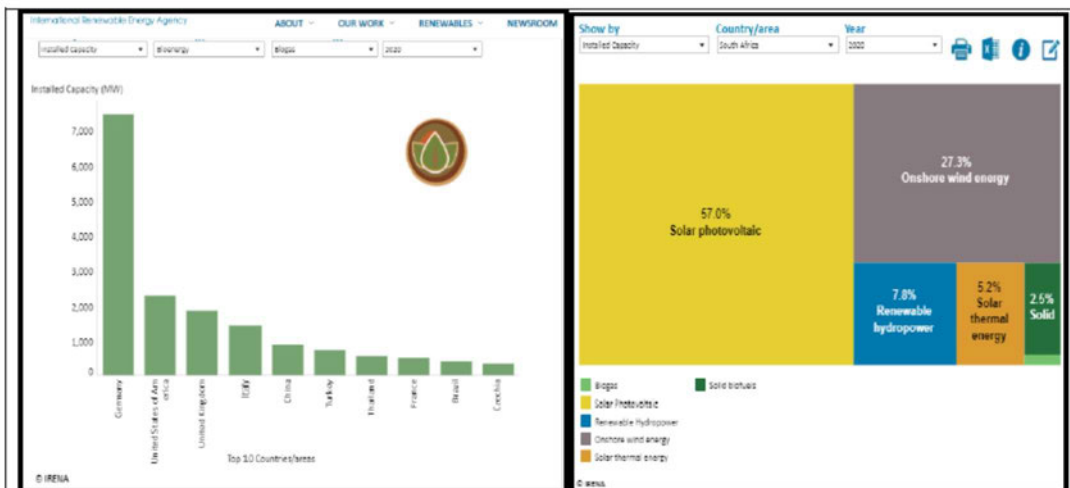 International Renewable Energy Agency
ABOUT OUR WORK RENEWABLES NEWSROOM
Installed Capacity Bioenergy Biogas 2020
Installed Capacity (MW)
7,000
6,000
5,000
4,000
3,000
2,000
1,000
0
Germany
United States of Am
erica
United Kingdom
Italy
China
Turkey
Thailand
France
Brazil
Czechia
Top 10 Countries/areas
© IRENA
Show by Country/area Year
Installed Capacity South Africa 2020
57.0%
Solar photovoltaic
27.3%
Onshore wind energy
7.8%
Renewable
hydropower
5.2%
Solar
thermal
energy
2.5%
Solid
Biogas Solid biofuels
Solar Photovoltaic
Renewable Hydropower
Onshore wind energy
Solar thermal energy
© IRENA